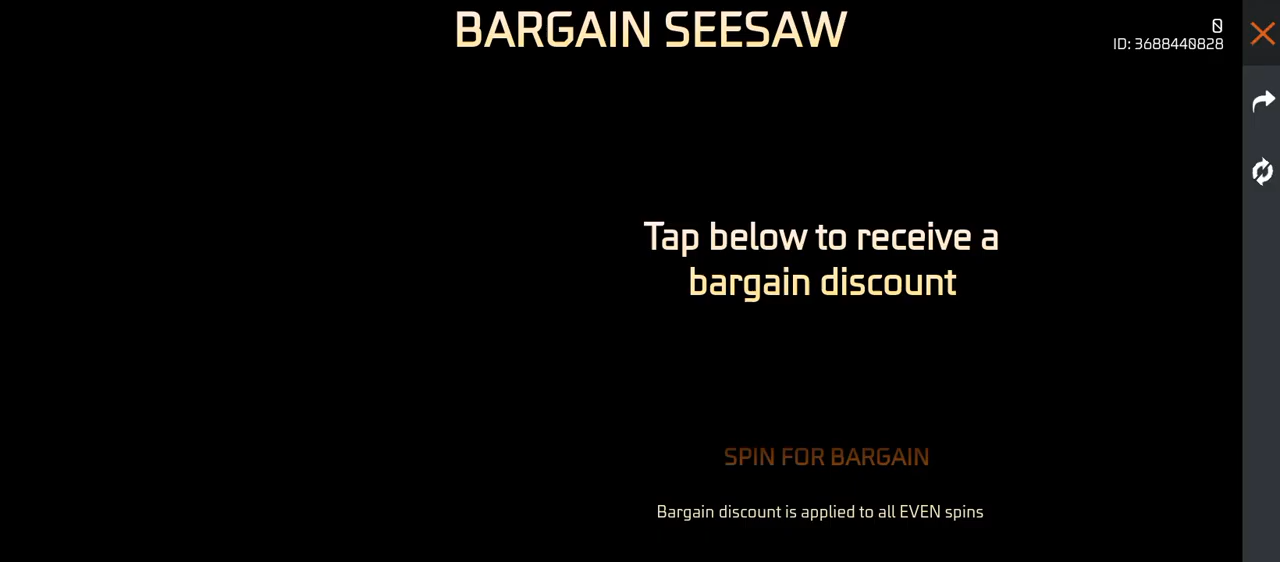 BARGAIN SEESAW
0
ID: 3688440828
Tap below to receive a
bargain discount
SPIN FOR BARGAIN
Bargain discount is applied to all EVEN spins